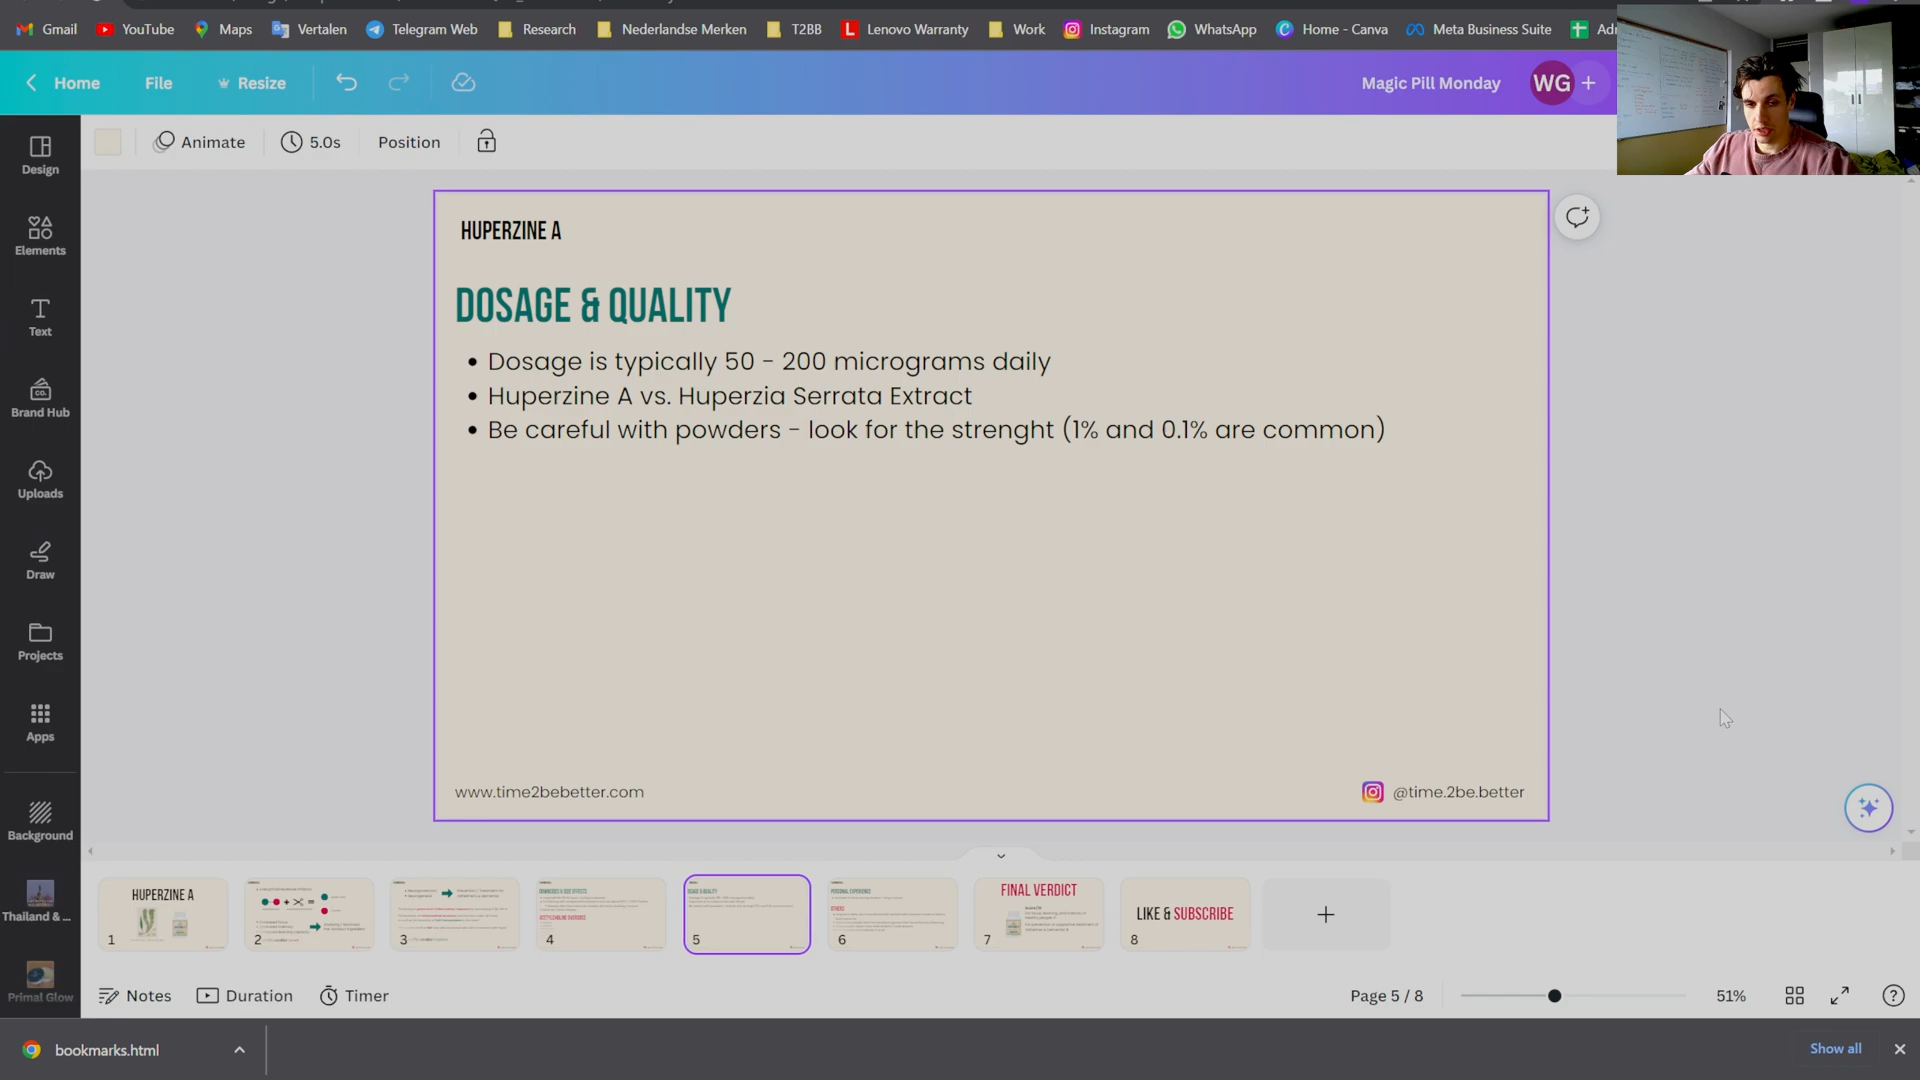 Gmail YouTube Maps Vertalen Telegram Web Research Nederlandse Merken T2BB Lenovo Warranty Work Instagram WhatsApp Home - Canva Meta Business Suite
Home File Resize Magic Pill Monday WG +
Animate 5.0s Position
Design
Elements
Text
Brand Hub
Uploads
Draw
Projects
Apps
Background
Thailand & ...
Primal Glow
HUPERZINE A
DOSAGE & QUALITY
• Dosage is typically 50 - 200 micrograms daily
• Huperzine A vs. Huperzia Serrata Extract
• Be careful with powders - look for the strenght (1% and 0.1% are common)
www.time2bebetter.com @time.2be.better
HUPERZINE A
1
2
3
4
DOSAGE & QUALITY
5
PERSONAL EXPERIENCE
OTHERS
6
FINAL VERDICT
7
LIKE & SUBSCRIBE
8
Notes Duration Timer Page 5 / 8 51%
bookmarks.html Show all